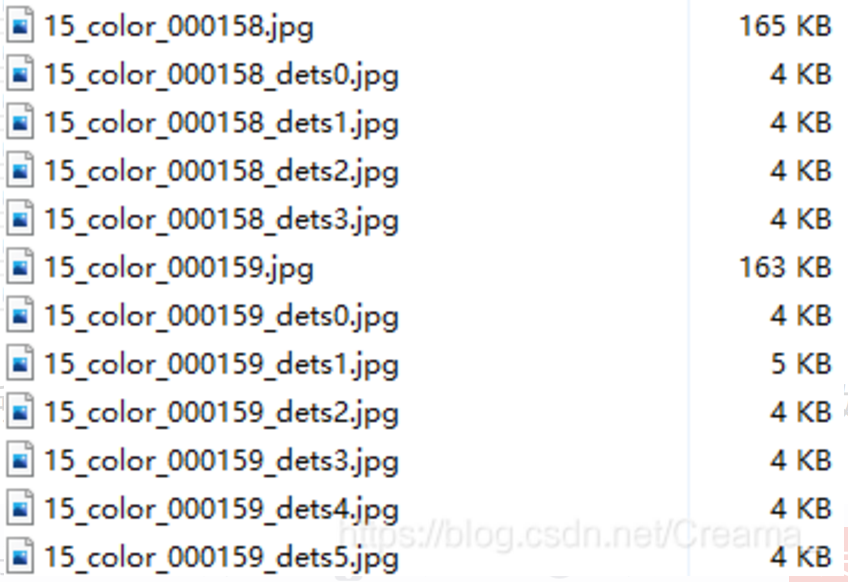 15_color_000158.jpg 165 KB
15_color_000158_dets0.jpg 4 KB
15_color_000158_dets1.jpg 4 KB
15_color_000158_dets2.jpg 4 KB
15_color_000158_dets3.jpg 4 KB
15_color_000159.jpg 163 KB
15_color_000159_dets0.jpg 4 KB
15_color_000159_dets1.jpg 5 KB
15_color_000159_dets2.jpg 4 KB
15_color_000159_dets3.jpg 4 KB
15_color_000159_dets4.jpg 4 KB
https://blog.csdn.net/Creama
15_color_000159_dets5.jpg 4 KB